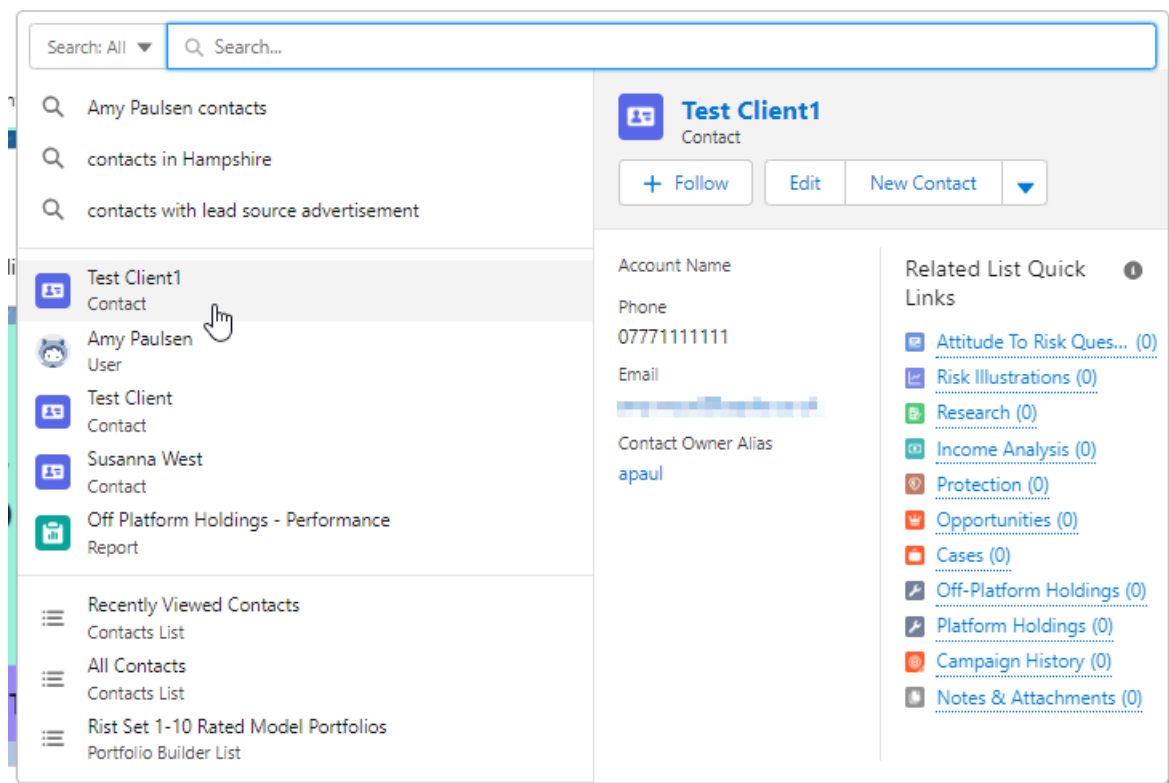 Search: All
Search...
Amy Paulsen contacts
contacts in Hampshire
contacts with lead source advertisement
Test Client1
Contact
Amy Paulsen
User
Test Client
Contact
Susanna West
Contact
Off Platform Holdings - Performance
Report
Recently Viewed Contacts
Contacts List
All Contacts
Contacts List
Rist Set 1-10 Rated Model Portfolios
Portfolio Builder List
Test Client1
Contact
+ Follow
Edit
New Contact
Account Name
Phone
07771111111
Email
Contact Owner Alias
apaul
Related List Quick
Links
Attitude To Risk Ques... (0)
Risk Illustrations (0)
Research (0)
Income Analysis (0)
Protection (0)
Opportunities (0)
Cases (0)
Off-Platform Holdings (0)
Platform Holdings (0)
Campaign History (0)
Notes & Attachments (0)